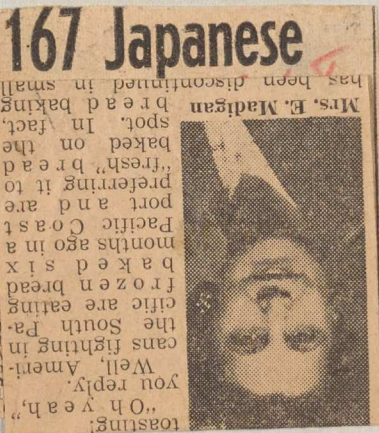 167 Japanese
toasting!
"Oh yeah,"
you reply.
Well, Ameri-
cans fighting in
the South Pa-
cific are eating
frozen bread
baked six
months ago in a
Pacific Coast
port and are
preferring it to
"fresh" bread
baked on the
spot. In fact,
bread baking
Mrs. E. Madigan
has been discontinued in small